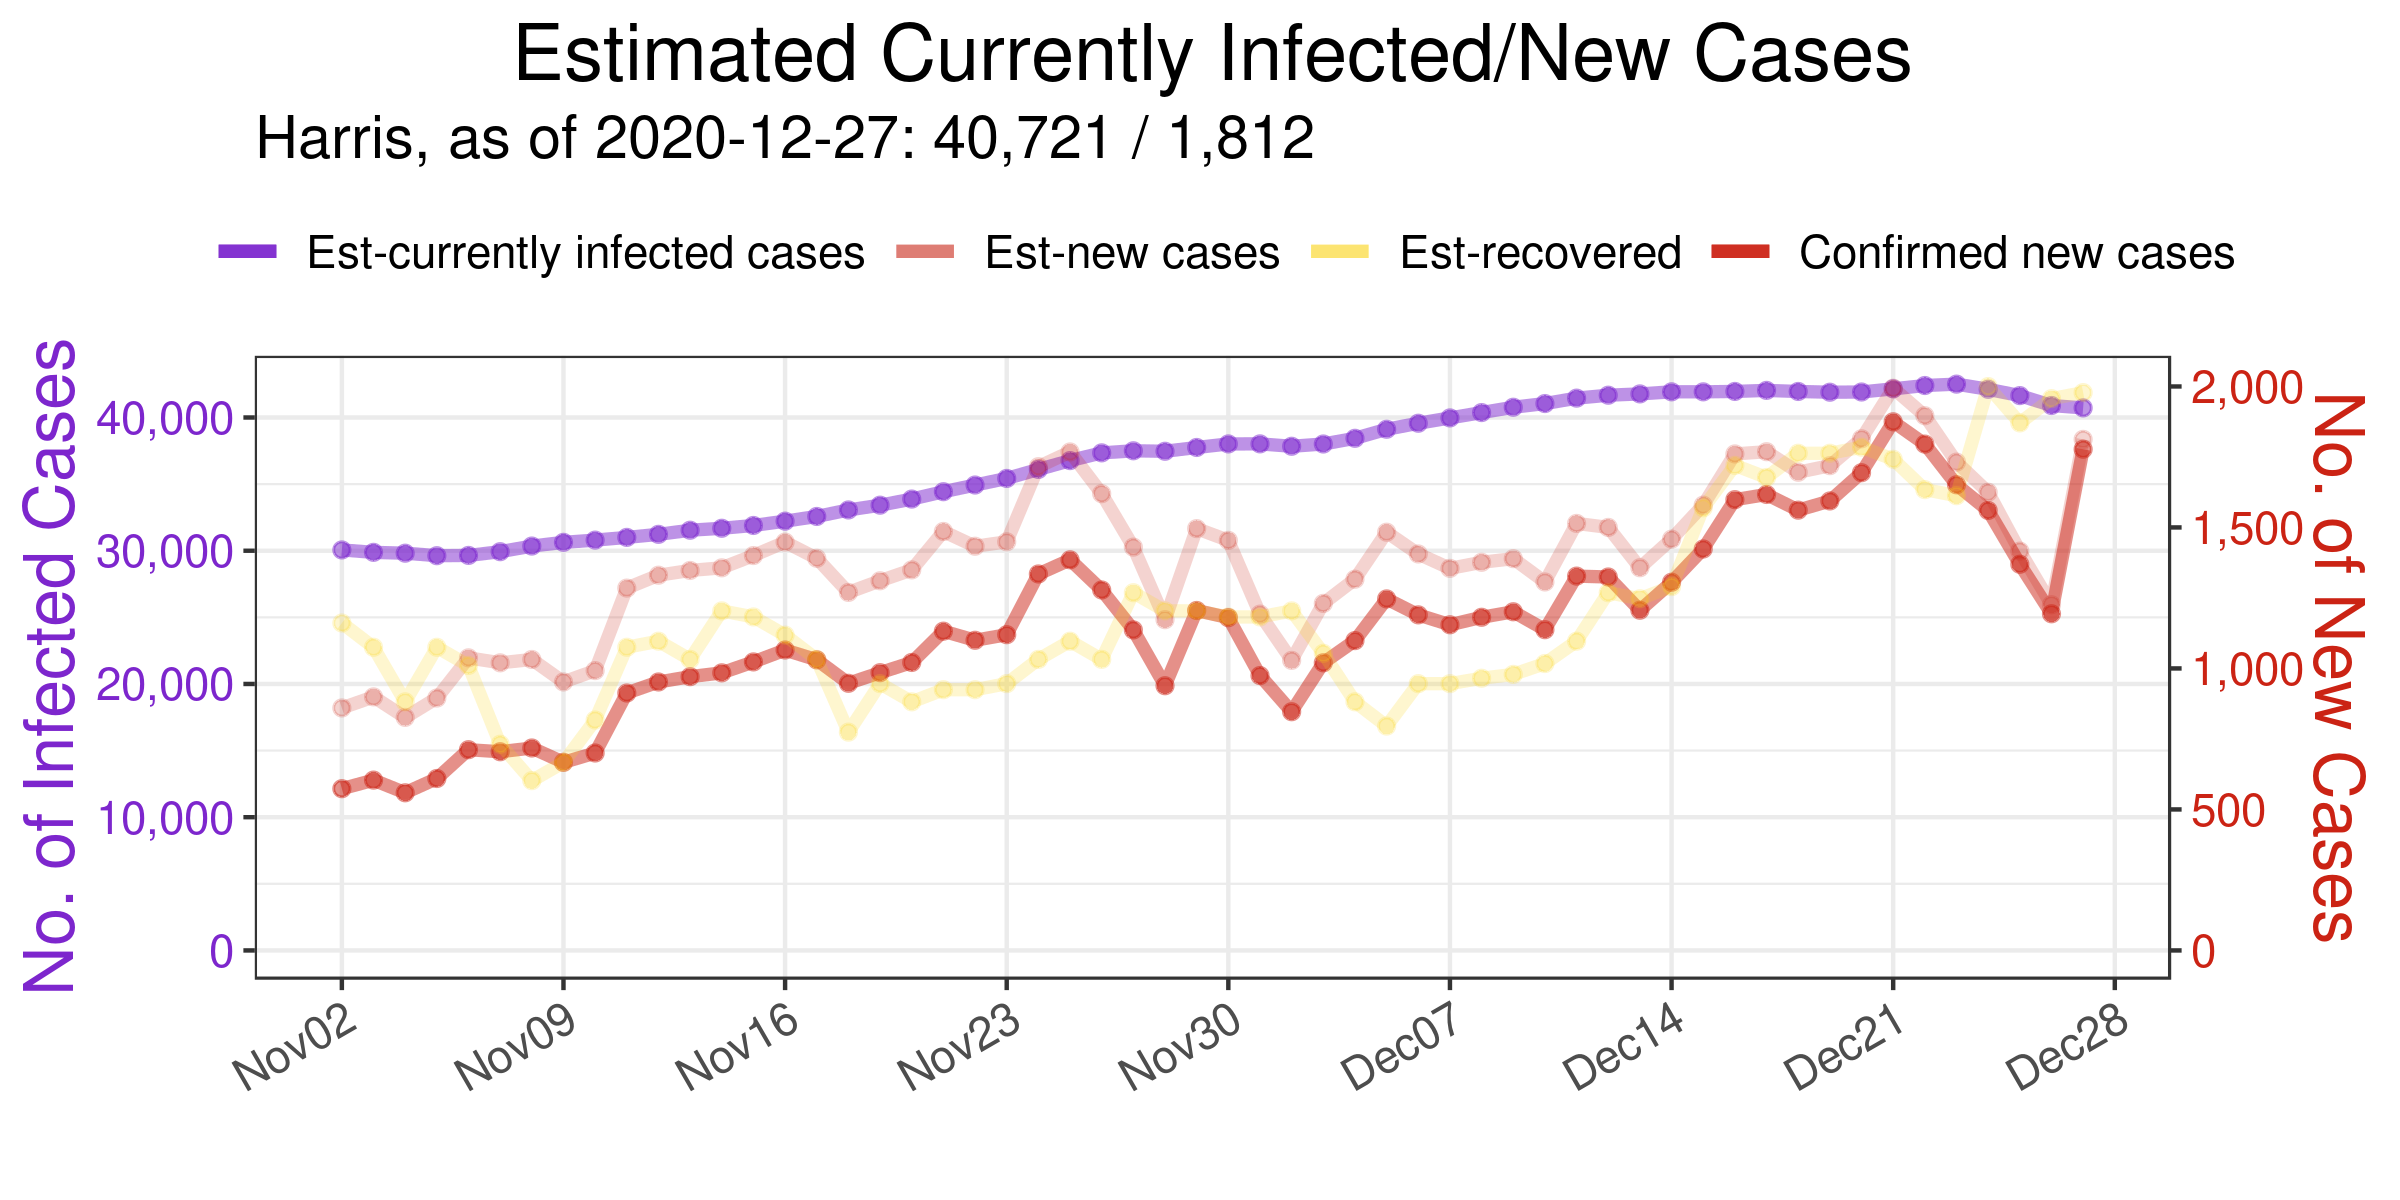 Estimated Currently Infected/New Cases
Harris, as of 2020-12-27: 40,721 / 1,812
Est-currently infected cases Est-new cases Est-recovered Confirmed new cases
No. of Infected Cases
40,000
30,000
20,000
10,000
0
2,000
1,500
1,000
500
0
No. of New Cases
Nov02 Nov09 Nov16 Nov23 Nov30 Dec07 Dec14 Dec21 Dec28